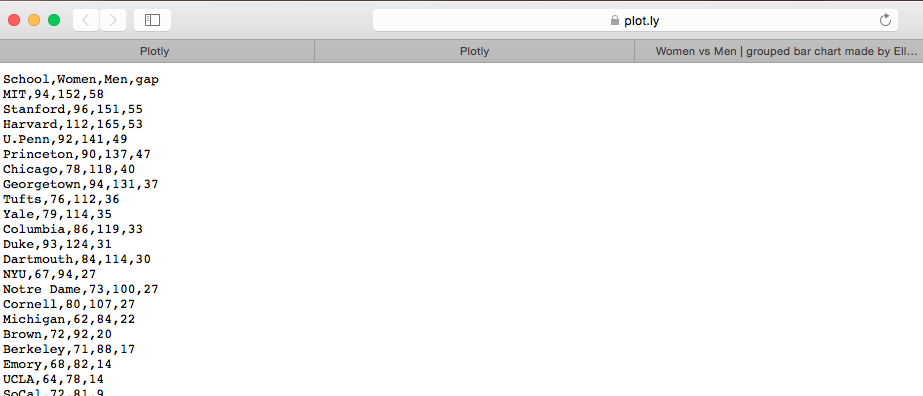 plot.ly
Plotly
Plotly
Women vs Men | grouped bar chart made by Ell...
School,Women,Men,gap
MIT,94,152,58
Stanford,96,151,55
Harvard,112,165,53
U.Penn,92,141,49
Princeton,90,137,47
Chicago,78,118,40
Georgetown,94,131,37
Tufts,76,112,36
Yale,79,114,35
Columbia,86,119,33
Duke,93,124,31
Dartmouth,84,114,30
NYU,67,94,27
Notre Dame,73,100,27
Cornell,80,107,27
Michigan,62,84,22
Brown,72,92,20
Berkeley,71,88,17
Emory,68,82,14
UCLA,64,78,14
SoCal,72,81,9